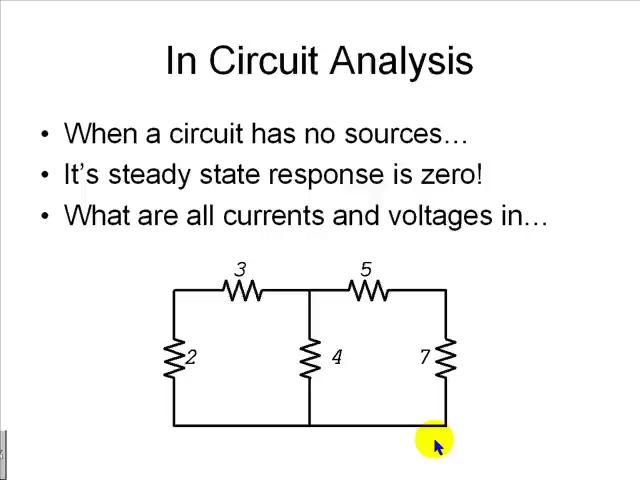 In Circuit Analysis
• When a circuit has no sources…
• It's steady state response is zero!
• What are all currents and voltages in…
3 5
2 4 7